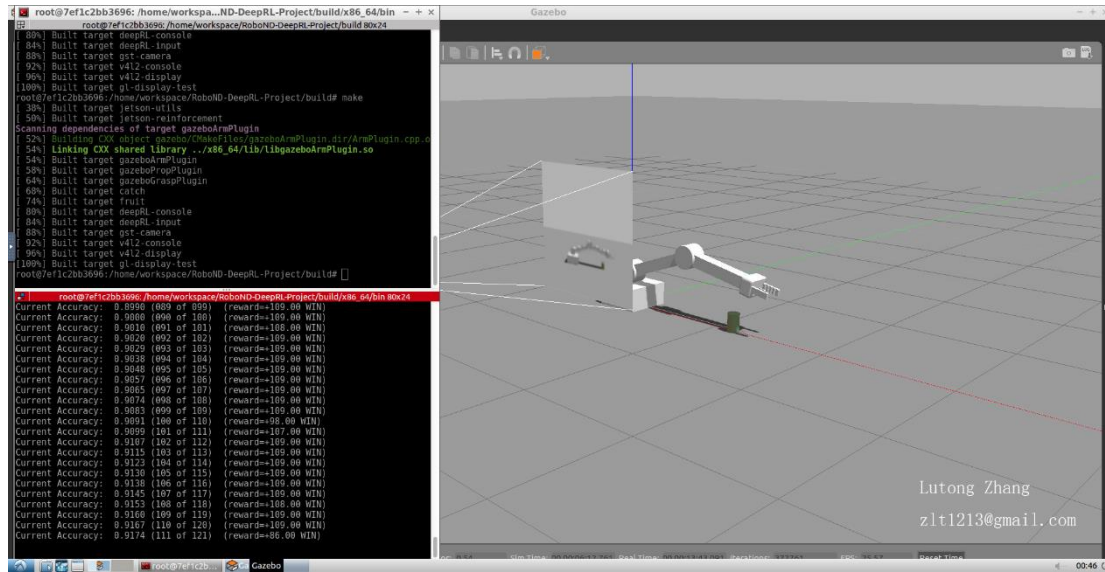 root@7ef1c2bb3696: /home/workspa...ND-DeepRL-Project/build/x86_64/bin
root@7ef1c2bb3696: /home/workspace/RoboND-DeepRL-Project/build 80x24
[ 80%] Built target deepRL-console
[ 84%] Built target deepRL-input
[ 88%] Built target gst-camera
[ 92%] Built target v4l2-console
[ 96%] Built target v4l2-display
[100%] Built target gl-display-test
root@7ef1c2bb3696:/home/workspace/RoboND-DeepRL-Project/build# make
[ 38%] Built target jetson-utils
[ 50%] Built target jetson-reinforcement
Scanning dependencies of target gazeboArmPlugin
[ 52%] Building CXX object gazebo/CMakeFiles/gazeboArmPlugin.dir/ArmPlugin.cpp.o
[ 54%] Linking CXX shared library ../x86_64/lib/libgazeboArmPlugin.so
[ 54%] Built target gazeboArmPlugin
[ 58%] Built target gazeboPropPlugin
[ 64%] Built target gazeboGraspPlugin
[ 68%] Built target catch
[ 74%] Built target fruit
[ 80%] Built target deepRL-console
[ 84%] Built target deepRL-input
[ 88%] Built target gst-camera
[ 92%] Built target v4l2-console
[ 96%] Built target v4l2-display
[100%] Built target gl-display-test
root@7ef1c2bb3696:/home/workspace/RoboND-DeepRL-Project/build#
root@7ef1c2bb3696: /home/workspace/RoboND-DeepRL-Project/build/x86_64/bin 80x24
Current Accuracy: 0.8990 (089 of 099) (reward=+109.00 WIN)
Current Accuracy: 0.9000 (090 of 100) (reward=+109.00 WIN)
Current Accuracy: 0.9010 (091 of 101) (reward=+108.00 WIN)
Current Accuracy: 0.9020 (092 of 102) (reward=+109.00 WIN)
Current Accuracy: 0.9029 (093 of 103) (reward=+109.00 WIN)
Current Accuracy: 0.9038 (094 of 104) (reward=+109.00 WIN)
Current Accuracy: 0.9048 (095 of 105) (reward=+109.00 WIN)
Current Accuracy: 0.9057 (096 of 106) (reward=+109.00 WIN)
Current Accuracy: 0.9065 (097 of 107) (reward=+109.00 WIN)
Current Accuracy: 0.9074 (098 of 108) (reward=+109.00 WIN)
Current Accuracy: 0.9083 (099 of 109) (reward=+109.00 WIN)
Current Accuracy: 0.9091 (100 of 110) (reward=+98.00 WIN)
Current Accuracy: 0.9099 (101 of 111) (reward=+107.00 WIN)
Current Accuracy: 0.9107 (102 of 112) (reward=+109.00 WIN)
Current Accuracy: 0.9115 (103 of 113) (reward=+109.00 WIN)
Current Accuracy: 0.9123 (104 of 114) (reward=+109.00 WIN)
Current Accuracy: 0.9130 (105 of 115) (reward=+109.00 WIN)
Current Accuracy: 0.9138 (106 of 116) (reward=+109.00 WIN)
Current Accuracy: 0.9145 (107 of 117) (reward=+109.00 WIN)
Current Accuracy: 0.9153 (108 of 118) (reward=+108.00 WIN)
Current Accuracy: 0.9160 (109 of 119) (reward=+109.00 WIN)
Current Accuracy: 0.9167 (110 of 120) (reward=+109.00 WIN)
Current Accuracy: 0.9174 (111 of 121) (reward=+86.00 WIN)
Gazebo
Lutong Zhang
zlt1213@gmail.com
Sim Time: Real Time: Iterations: FPS: Reset Time
root@7ef1c2b...
Gazebo
00:46